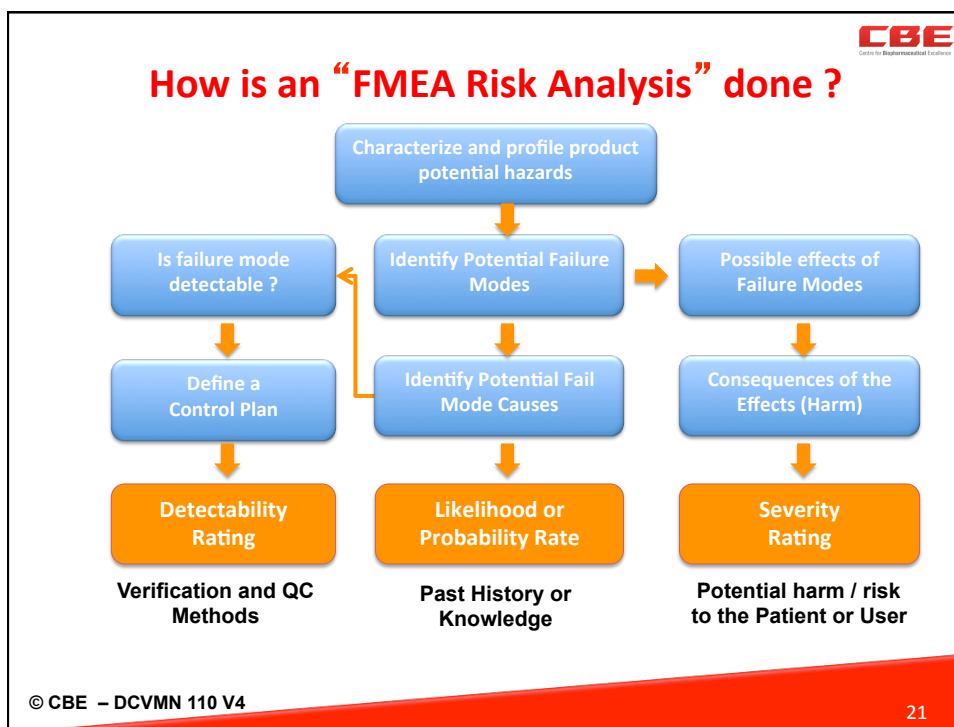 CBE
Centre for Biopharmaceutical Excellence
How is an “FMEA Risk Analysis” done ?
Characterize and profile product
potential hazards
Is failure mode
detectable ?
Identify Potential Failure
Modes
Possible effects of
Failure Modes
Define a
Control Plan
Identify Potential Fail
Mode Causes
Consequences of the
Effects (Harm)
Detectability
Rating
Likelihood or
Probability Rate
Severity
Rating
Verification and QC
Methods
Past History or
Knowledge
Potential harm / risk
to the Patient or User
© CBE – DCVMN 110 V4
21